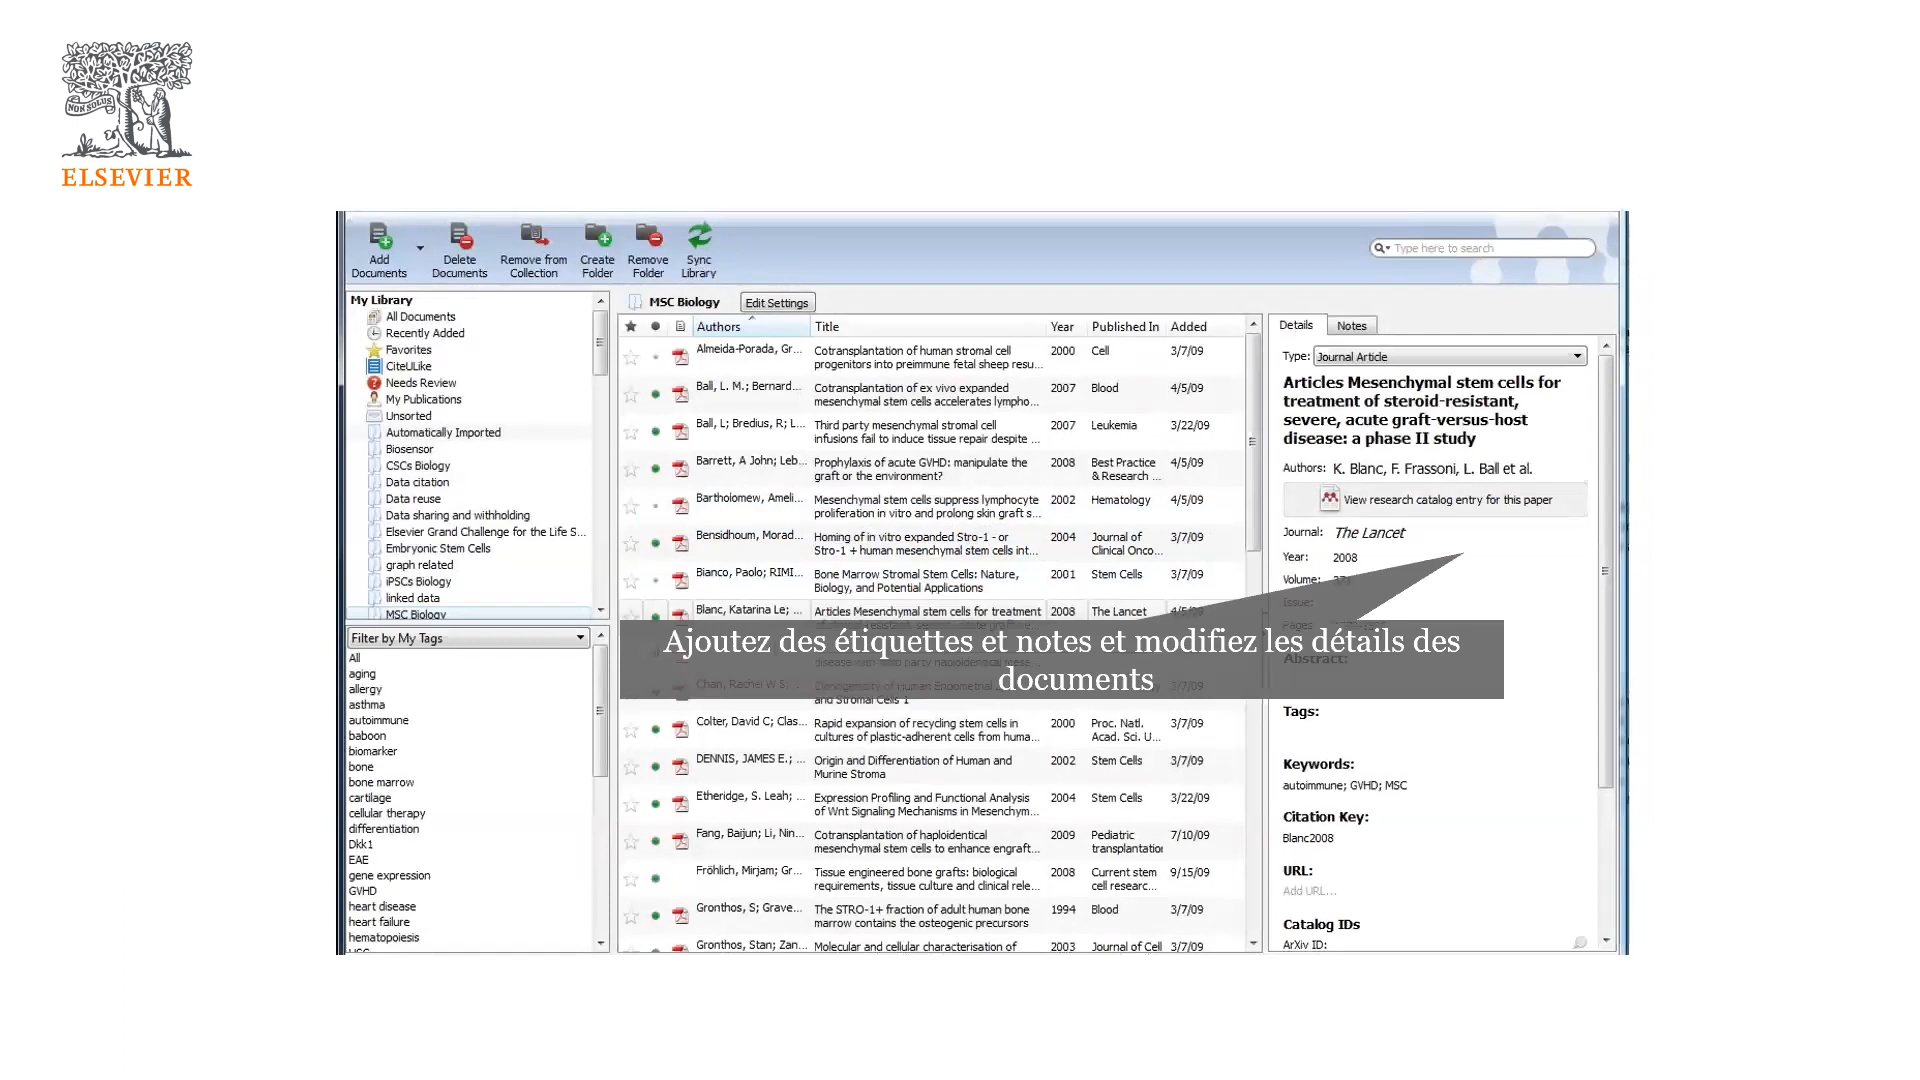 NON SOLUS
ELSEVIER
Add Documents
Delete Documents
Remove from Collection
Create Folder
Remove Folder
Sync Library
Type here to search
My Library
All Documents
Recently Added
Favorites
CiteULike
Needs Review
My Publications
Unsorted
Automatically Imported
Biosensor
CSCs Biology
Data citation
Data reuse
Data sharing and withholding
Elsevier Grand Challenge for the Life S...
Embryonic Stem Cells
graph related
iPSCs Biology
linked data
MSC Biology
Filter by My Tags
All
aging
allergy
asthma
autoimmune
baboon
biomarker
bone
bone marrow
cartilage
cellular therapy
differentiation
Dkk1
EAE
gene expression
GVHD
heart disease
heart failure
hematopoiesis
MSC Biology Edit Settings
Authors Title Year Published In Added
Almeida-Porada, Gr... Cotransplantation of human stromal cell 2000 Cell 3/7/09
progenitors into preimmune fetal sheep resu...
Ball, L. M.; Bernard... Cotransplantation of ex vivo expanded 2007 Blood 4/5/09
mesenchymal stem cells accelerates lympho...
Ball, L; Bredius, R; L... Third party mesenchymal stromal cell 2007 Leukemia 3/22/09
infusions fail to induce tissue repair despite ...
Barrett, A John; Leb... Prophylaxis of acute GVHD: manipulate the 2008 Best Practice 4/5/09
graft or the environment? & Research ...
Bartholomew, Ameli... Mesenchymal stem cells suppress lymphocyte 2002 Hematology 4/5/09
proliferation in vitro and prolong skin graft s...
Bensidhoum, Morad... Homing of in vitro expanded Stro-1 - or 2004 Journal of 3/7/09
Stro-1 + human mesenchymal stem cells int... Clinical Onco...
Bianco, Paolo; RIMI... Bone Marrow Stromal Stem Cells: Nature, 2001 Stem Cells 3/7/09
Biology, and Potential Applications
Blanc, Katarina Le; ... Articles Mesenchymal stem cells for treatment 2008 The Lancet 4/5/09
Ajoutez des étiquettes et notes et modifiez les détails des
documents
Chan, Rachel W S; ... Clonogenicity of Human Endometrial 3/7/09
and Stromal Cells 1
Colter, David C; Clas... Rapid expansion of recycling stem cells in 2000 Proc. Natl. 3/7/09
cultures of plastic-adherent cells from huma... Acad. Sci. U...
DENNIS, JAMES E.; ... Origin and Differentiation of Human and 2002 Stem Cells 3/7/09
Murine Stroma
Etheridge, S. Leah; ... Expression Profiling and Functional Analysis 2004 Stem Cells 3/22/09
of Wnt Signaling Mechanisms in Mesenchym...
Fang, Baijun; Li, Nin... Cotransplantation of haploidentical 2009 Pediatric 7/10/09
mesenchymal stem cells to enhance engraft... transplantation
Fröhlich, Mirjam; Gr... Tissue engineered bone grafts: biological 2008 Current stem 9/15/09
requirements, tissue culture and clinical rele... cell researc...
Gronthos, S; Grave... The STRO-1+ fraction of adult human bone 1994 Blood 3/7/09
marrow contains the osteogenic precursors
Gronthos, Stan; Zan... Molecular and cellular characterisation of 2003 Journal of Cell 3/7/09
Details Notes
Type: Journal Article
Articles Mesenchymal stem cells for
treatment of steroid-resistant,
severe, acute graft-versus-host
disease: a phase II study
Authors: K. Blanc, F. Frassoni, L. Ball et al.
View research catalog entry for this paper
Journal: The Lancet
Year: 2008
Volume:
Issue:
Pages:
Abstract:
Tags:
Keywords:
autoimmune; GVHD; MSC
Citation Key:
Blanc2008
URL:
Add URL...
Catalog IDs
ArXiv ID: